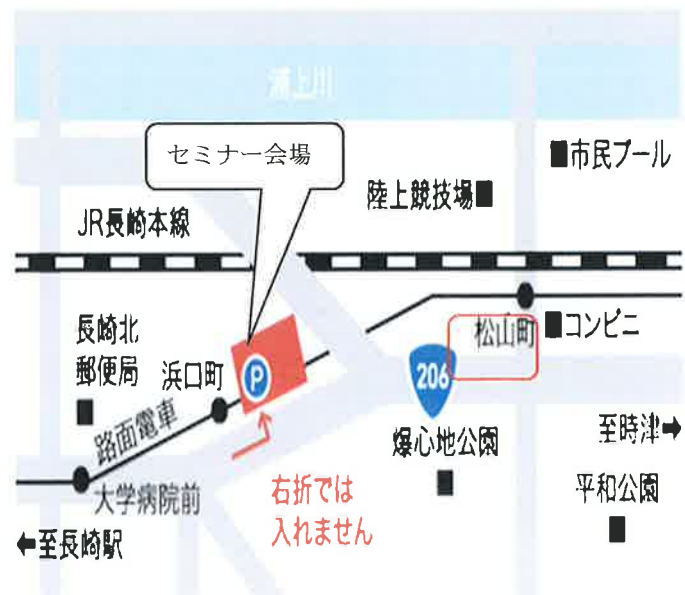 浦上川
セミナー会場
■市民プール
陸上競技場■
JR長崎本線
長崎北
郵便局
浜口町
P
松山町
■コンビニ
206
路面電車
大学病院前
爆心地公園
至時津➡
平和公園
右折では
入れません
⬅至長崎駅